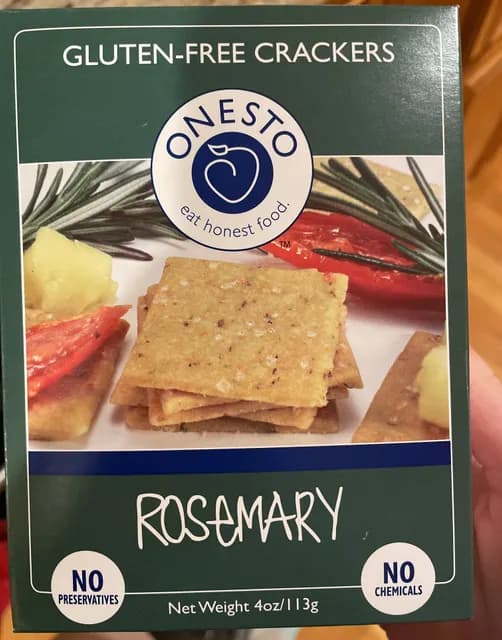 GLUTEN-FREE CRACKERS
ONESTO
eat honest food.
TM
ROSEMARY
NO
PRESERVATIVES
Net Weight 4oz/113g
NO
CHEMICALS